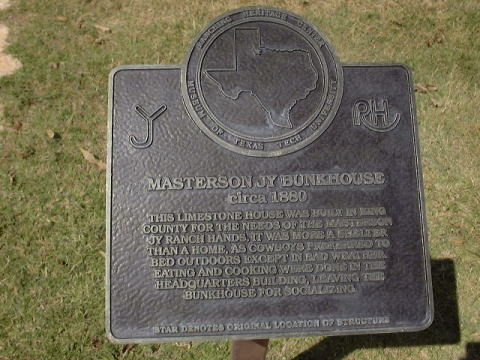 RANCHING HERITAGE CENTER
MUSEUM OF TEXAS TECH UNIVERSITY
JY
RH
MASTERSON JY BUNKHOUSE
circa 1880
THIS LIMESTONE HOUSE WAS BUILT IN KING
COUNTY FOR THE NEEDS OF THE MASTERSON
JY RANCH HANDS. IT WAS MORE A SHELTER
THAN A HOME, AS COWBOYS PREFERRED TO
BED OUTDOORS EXCEPT IN BAD WEATHER.
EATING AND COOKING WERE DONE IN THE
HEADQUARTERS BUILDING, LEAVING THE
BUNKHOUSE FOR SOCIALIZING.
STAR DENOTES ORIGINAL LOCATION OF STRUCTURE